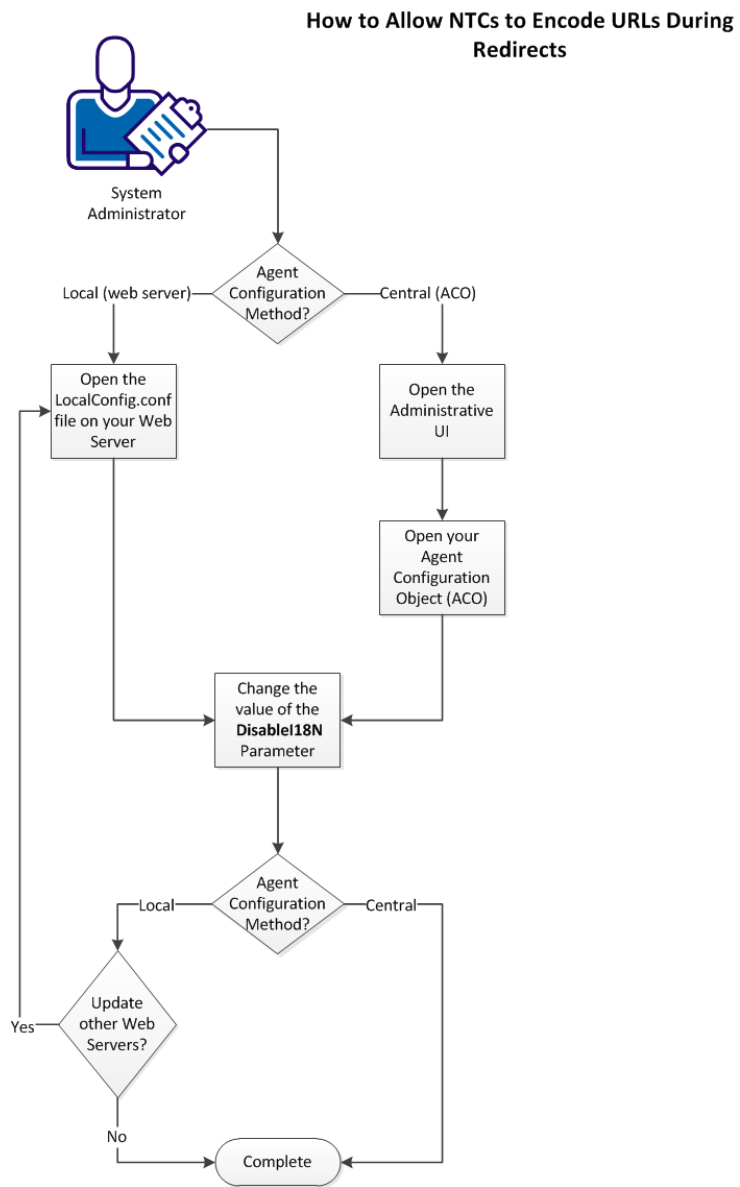 How to Allow NTCs to Encode URLs During
Redirects
System
Administrator
Agent
Configuration
Method?
Local (web server)
Central (ACO)
Open the
LocalConfig.conf
file on your Web
Server
Open the
Administrative
UI
Open your
Agent
Configuration
Object (ACO)
Change the
value of the
DisableI18N
Parameter
Agent
Configuration
Method?
Local
Central
Update
other Web
Servers?
Yes
No
Complete